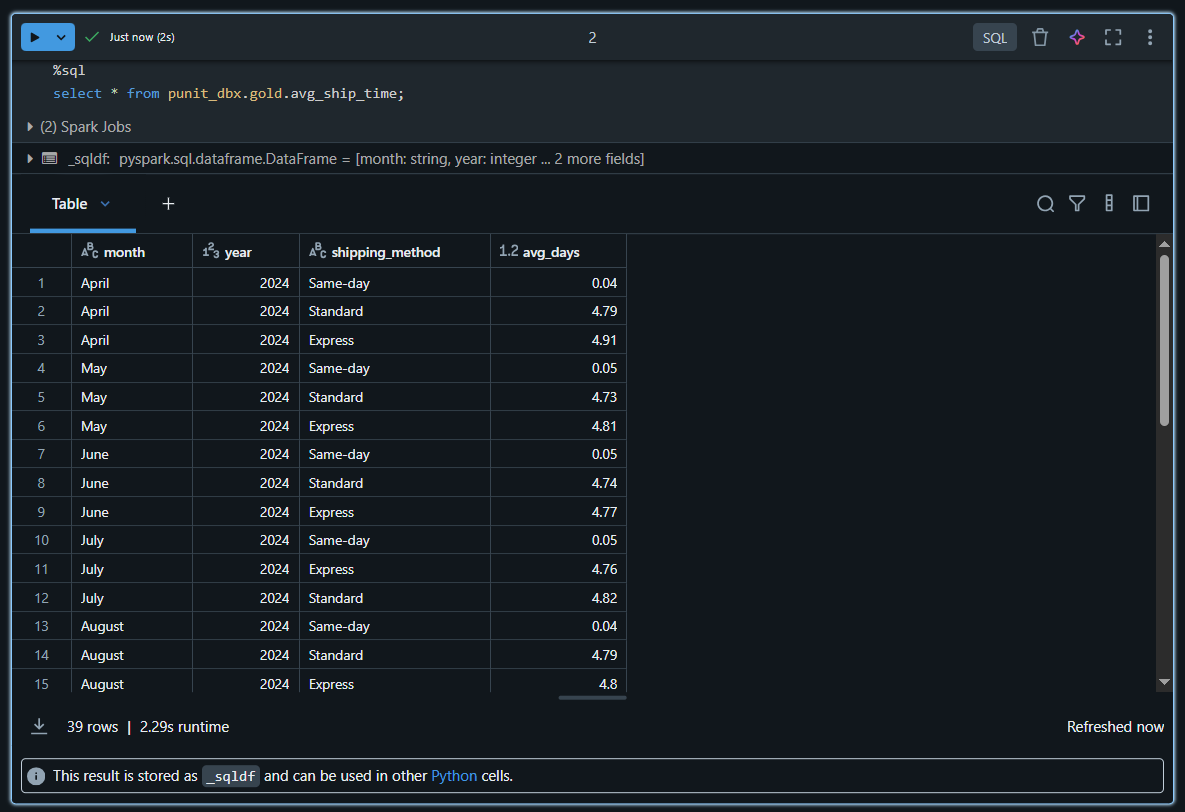 Just now (2s)
2
SQL
%sql
select * from punit_dbx.gold.avg_ship_time;
(2) Spark Jobs
_sqldf: pyspark.sql.dataframe.DataFrame = [month: string, year: integer ... 2 more fields]
Table
+
ABC month 123 year ABC shipping_method 1.2 avg_days
1 April 2024 Same-day 0.04
2 April 2024 Standard 4.79
3 April 2024 Express 4.91
4 May 2024 Same-day 0.05
5 May 2024 Standard 4.73
6 May 2024 Express 4.81
7 June 2024 Same-day 0.05
8 June 2024 Standard 4.74
9 June 2024 Express 4.77
10 July 2024 Same-day 0.05
11 July 2024 Express 4.76
12 July 2024 Standard 4.82
13 August 2024 Same-day 0.04
14 August 2024 Standard 4.79
15 August 2024 Express 4.8
39 rows | 2.29s runtime
Refreshed now
This result is stored as _sqldf and can be used in other Python cells.